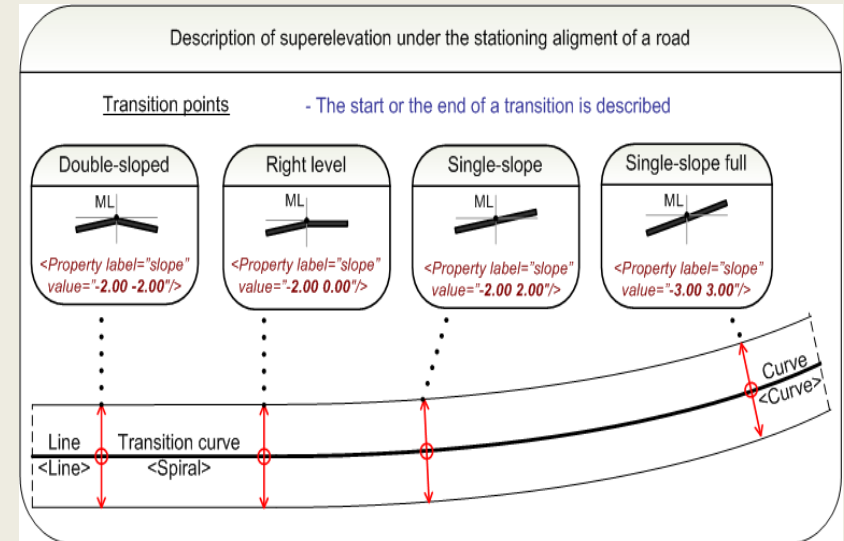 Description of superelevation under the stationing aligment of a road
Transition points - The start or the end of a transition is described
Double-sloped
ML
<Property label="slope"
value="-2.00 -2.00"/>
Right level
ML
<Property label="slope"
value="-2.00 0.00"/>
Single-slope
ML
<Property label="slope"
value="-2.00 2.00"/>
Single-slope full
ML
<Property label="slope"
value="-3.00 3.00"/>
Line
<Line>
Transition curve
<Spiral>
Curve
<Curve>